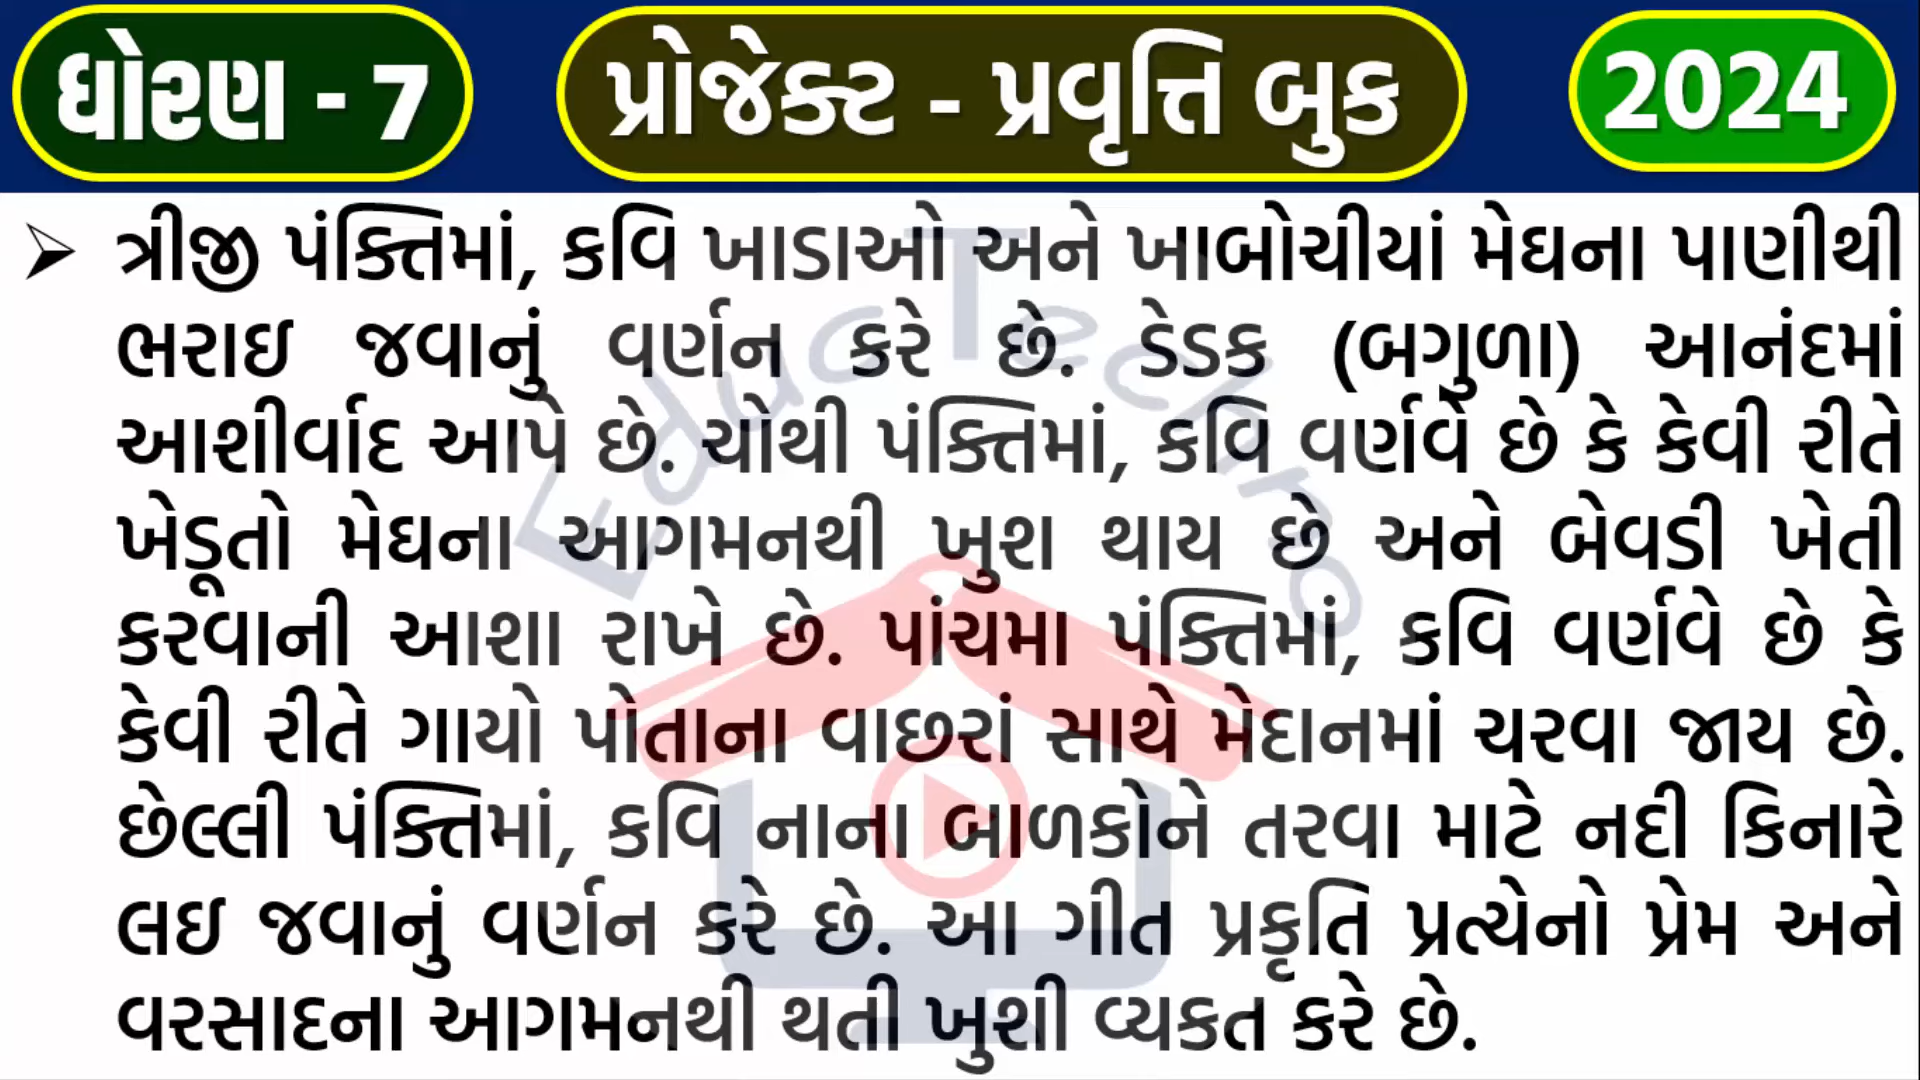 ધોરણ - 7 પ્રોજેક્ટ - પ્રવૃત્તિ બુક 2024
➢ ત્રીજી પંક્તિમાં, કવિ ખાડાઓ અને ખાબોચીયાં મેઘના પાણીથી
ભરાઇ જવાનું વર્ણન કરે છે. ડેડક (બગુળા) આનંદમાં
આશીર્વાદ આપે છે. ચોથી પંક્તિમાં, કવિ વર્ણવે છે કે કેવી રીતે
ખેડૂતો મેઘના આગમનથી ખુશ થાય છે અને બેવડી ખેતી
કરવાની આશા રાખે છે. પાંચમા પંક્તિમાં, કવિ વર્ણવે છે કે
કેવી રીતે ગાયો પોતાના વાછરાં સાથે મેદાનમાં ચરવા જાય છે.
છેલ્લી પંક્તિમાં, કવિ નાના બાળકોને તરવા માટે નદી કિનારે
લઇ જવાનું વર્ણન કરે છે. આ ગીત પ્રકૃતિ પ્રત્યેનો પ્રેમ અને
વરસાદના આગમનથી થતી ખુશી વ્યકત કરે છે.
EducTechno